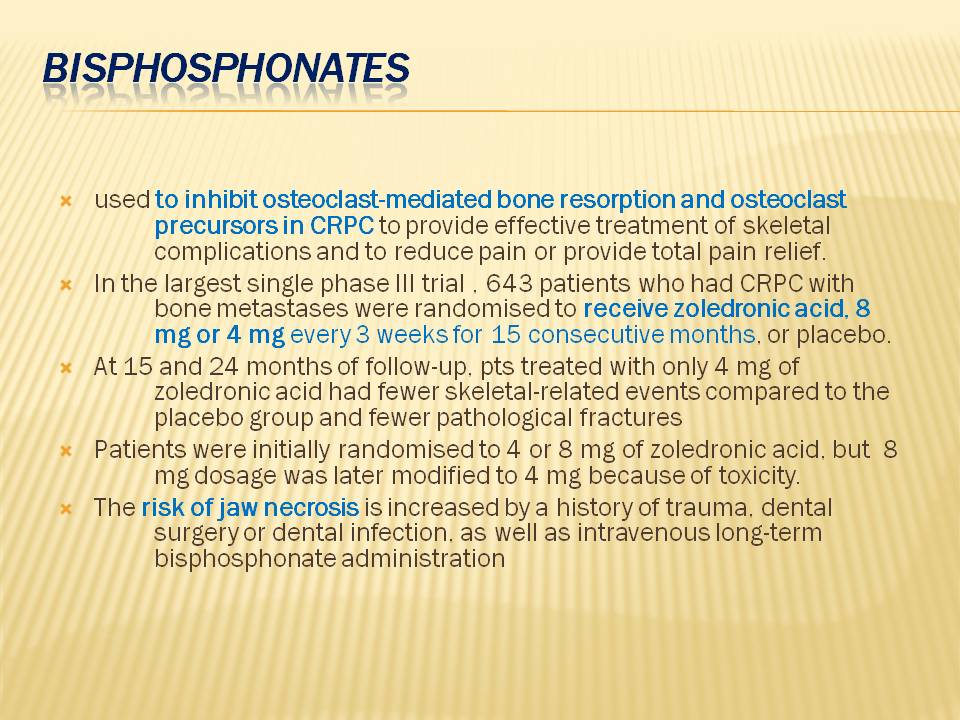 BISPHOSPHONATES
used to inhibit osteoclast-mediated bone resorption and osteoclast
precursors in CRPC to provide effective treatment of skeletal
complications and to reduce pain or provide total pain relief.
In the largest single phase III trial , 643 patients who had CRPC with
bone metastases were randomised to receive zoledronic acid, 8
mg or 4 mg every 3 weeks for 15 consecutive months, or placebo.
At 15 and 24 months of follow-up, pts treated with only 4 mg of
zoledronic acid had fewer skeletal-related events compared to the
placebo group and fewer pathological fractures
Patients were initially randomised to 4 or 8 mg of zoledronic acid, but 8
mg dosage was later modified to 4 mg because of toxicity.
The risk of jaw necrosis is increased by a history of trauma, dental
surgery or dental infection, as well as intravenous long-term
bisphosphonate administration